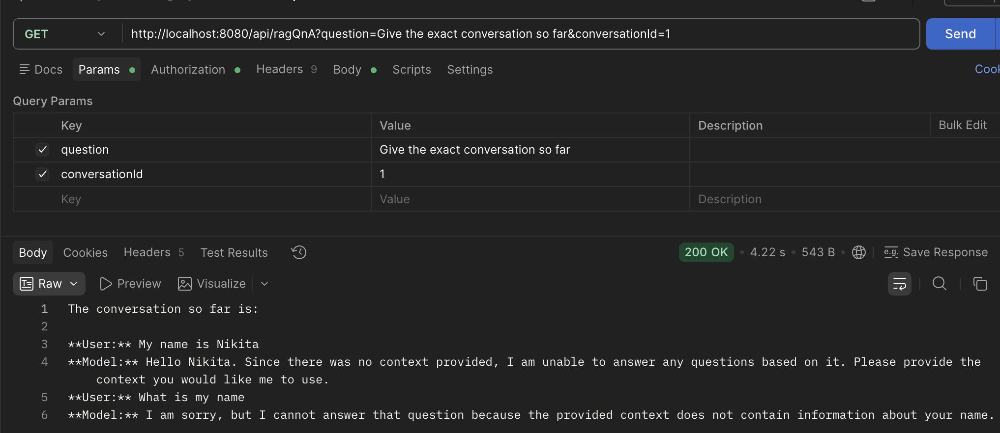 GET
http://localhost:8080/api/ragQnA?question=Give the exact conversation so far&conversationId=1
Send
Docs
Params
Authorization
Headers 9
Body
Scripts
Settings
Query Params
Key Value Description Bulk Edit
question Give the exact conversation so far
conversationId 1
Key Value Description
Body
Cookies
Headers 5
Test Results
200 OK • 4.22 s • 543 B •
e.g. Save Response
Raw
Preview
Visualize
1 The conversation so far is:
2
3 **User:** My name is Nikita
4 **Model:** Hello Nikita. Since there was no context provided, I am unable to answer any questions based on it. Please provide the
context you would like me to use.
5 **User:** What is my name
6 **Model:** I am sorry, but I cannot answer that question because the provided context does not contain information about your name.